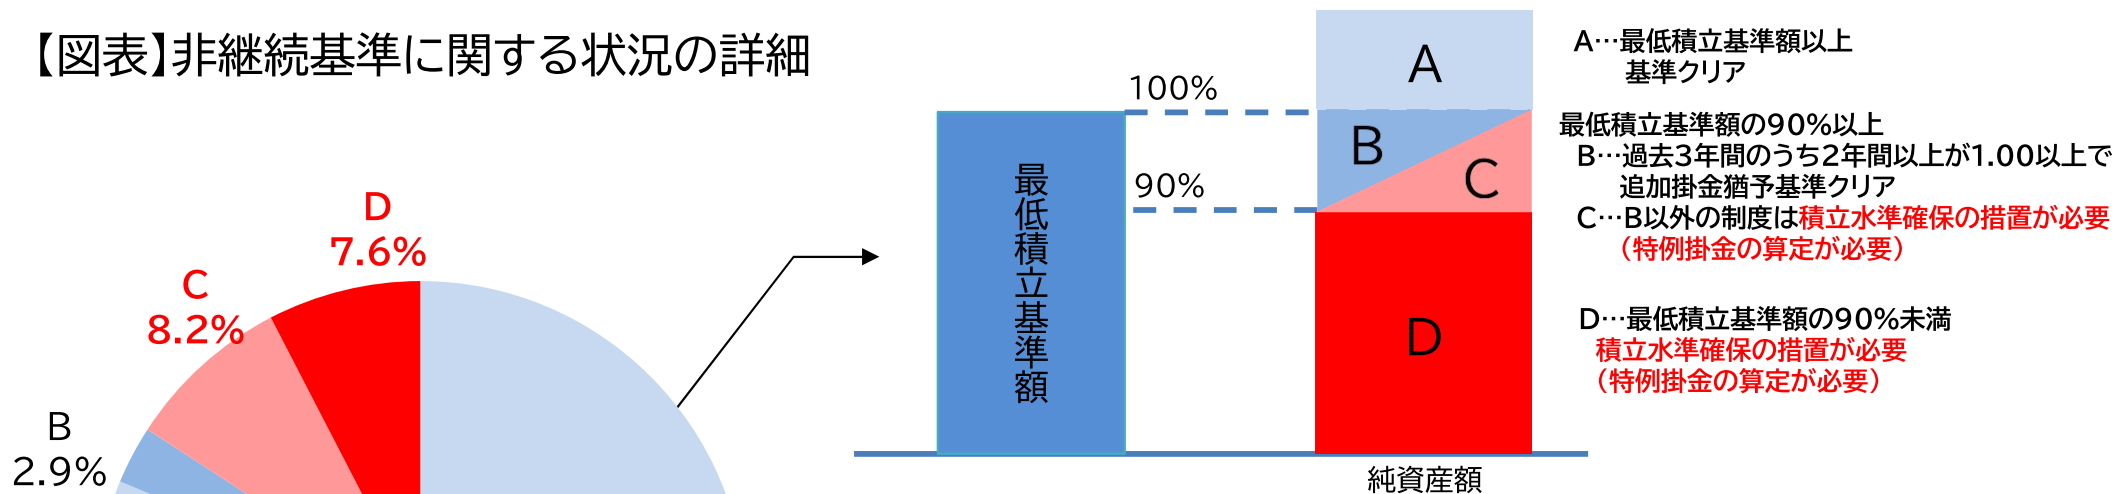 【図表】非継続基準に関する状況の詳細
D
7.6%
C
8.2%
B
2.9%
最低積立基準額
100%
90%
A
B
C
D
純資産額
A…最低積立基準額以上
基準クリア
最低積立基準額の90%以上
B…過去3年間のうち2年間以上が1.00以上で
追加掛金猶予基準クリア
C…B以外の制度は積立水準確保の措置が必要
（特例掛金の算定が必要）
D…最低積立基準額の90%未満
積立水準確保の措置が必要
（特例掛金の算定が必要）